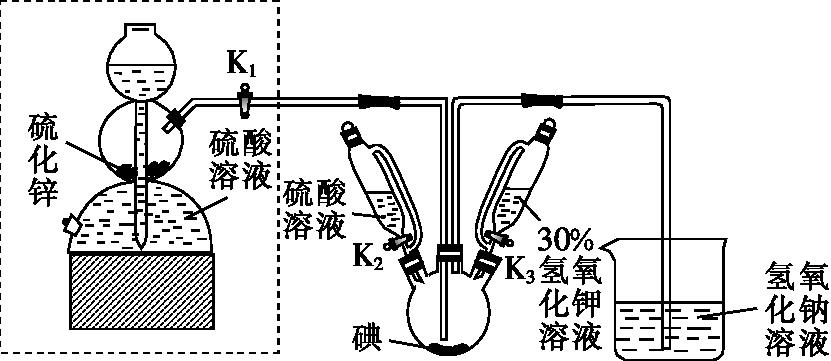 K₁
硫
化
锌
硫酸
溶液
硫酸
溶液
K₂
30%
K₃ 氢氧
化钾
溶液
碘
氢氧
化钠
溶液